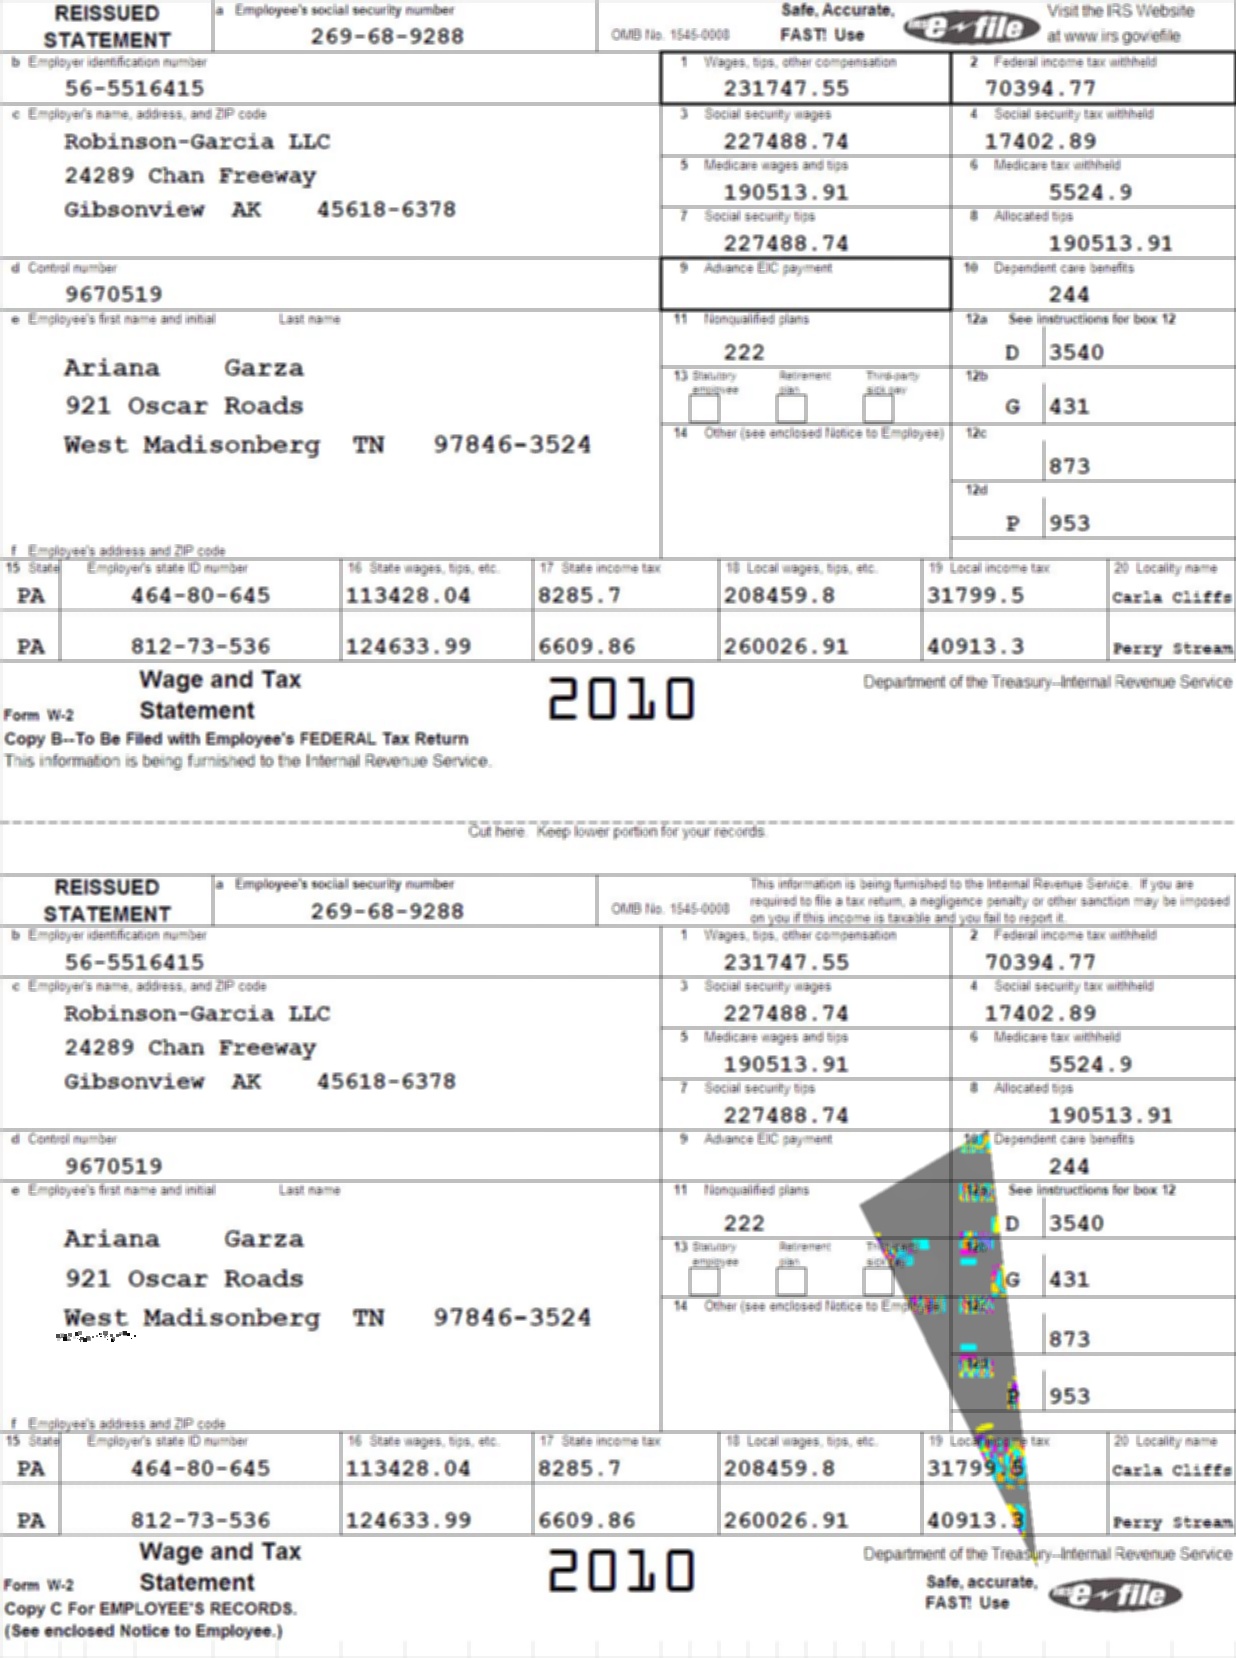 REISSUED STATEMENT
a Employee's social security number
269-68-9288
OMB No. 1545-0008
Safe, Accurate, FAST! Use
IRS e-file
Visit the IRS Website at www.irs.gov/efile
b Employer identification number
56-5516415
1 Wages, tips, other compensation
231747.55
2 Federal income tax withheld
70394.77
c Employer's name, address, and ZIP code
Robinson-Garcia LLC
24289 Chan Freeway
Gibsonview AK 45618-6378
3 Social security wages
227488.74
4 Social security tax withheld
17402.89
5 Medicare wages and tips
190513.91
6 Medicare tax withheld
5524.9
7 Social security tips
227488.74
8 Allocated tips
190513.91
d Control number
9670519
9 Advance EIC payment
10 Dependent care benefits
244
e Employee's first name and initial Last name
Ariana Garza
921 Oscar Roads
West Madisonberg TN 97846-3524
11 Nonqualified plans
222
12a See instructions for box 12
D 3540
13 Statutory employee Retirement plan Third-party sick pay
12b
G 431
14 Other (see enclosed Notice to Employee)
12c
873
12d
P 953
f Employee's address and ZIP code
15 State Employer's state ID number 16 State wages, tips, etc. 17 State income tax 18 Local wages, tips, etc. 19 Local income tax 20 Locality name
PA 464-80-645 113428.04 8285.7 208459.8 31799.5 Carla Cliffs
PA 812-73-536 124633.99 6609.86 260026.91 40913.3 Perry Stream
Form W-2 Wage and Tax Statement
2010
Department of the Treasury--Internal Revenue Service
Copy B--To Be Filed with Employee's FEDERAL Tax Return
This information is being furnished to the Internal Revenue Service.
Cut here. Keep lower portion for your records.
REISSUED STATEMENT
a Employee's social security number
269-68-9288
OMB No. 1545-0008
This information is being furnished to the Internal Revenue Service. If you are
required to file a tax return, a negligence penalty or other sanction may be imposed
on you if this income is taxable and you fail to report it.
b Employer identification number
56-5516415
1 Wages, tips, other compensation
231747.55
2 Federal income tax withheld
70394.77
c Employer's name, address, and ZIP code
Robinson-Garcia LLC
24289 Chan Freeway
Gibsonview AK 45618-6378
3 Social security wages
227488.74
4 Social security tax withheld
17402.89
5 Medicare wages and tips
190513.91
6 Medicare tax withheld
5524.9
7 Social security tips
227488.74
8 Allocated tips
190513.91
d Control number
9670519
9 Advance EIC payment
10 Dependent care benefits
244
e Employee's first name and initial Last name
Ariana Garza
921 Oscar Roads
West Madisonberg TN 97846-3524
11 Nonqualified plans
222
12a See instructions for box 12
D 3540
13 Statutory employee Retirement plan
G 431
14 Other (see enclosed Notice to Employee)
873
12d
P 953
f Employee's address and ZIP code
15 State Employer's state ID number 16 State wages, tips, etc. 17 State income tax 18 Local wages, tips, etc. 19 Local income tax 20 Locality name
PA 464-80-645 113428.04 8285.7 208459.8 31799.5 Carla Cliffs
PA 812-73-536 124633.99 6609.86 260026.91 40913.3 Perry Stream
Form W-2 Wage and Tax Statement
2010
Department of the Treasury--Internal Revenue Service
Copy C For EMPLOYEE'S RECORDS.
(See enclosed Notice to Employee.)
Safe, accurate, FAST! Use
IRS e-file